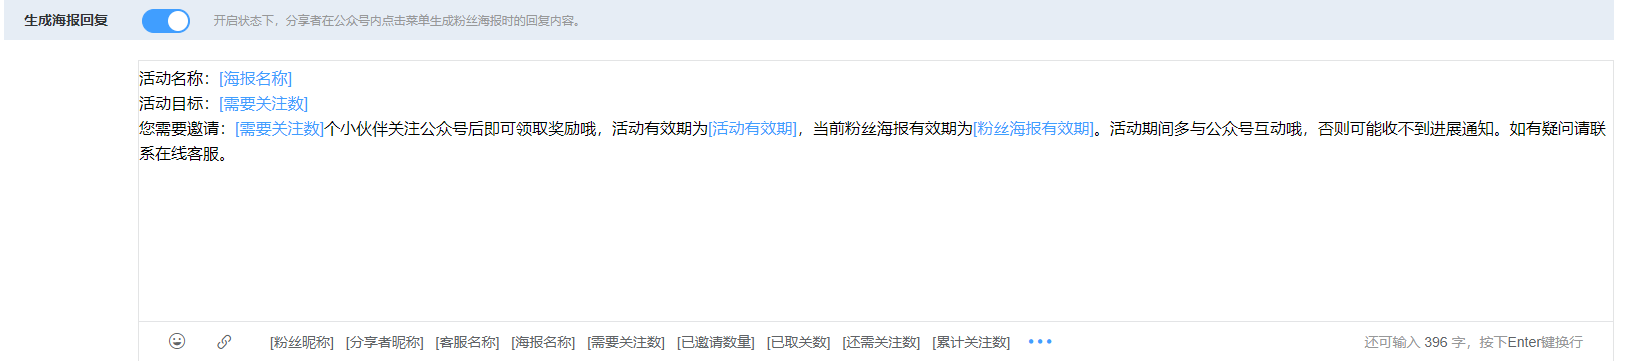 生成海报回复 开启状态下，分享者在公众号内点击菜单生成粉丝海报时的回复内容。
活动名称：[海报名称]
活动目标：[需要关注数]
您需要邀请：[需要关注数]个小伙伴关注公众号后即可领取奖励哦，活动有效期为[活动有效期]，当前粉丝海报有效期为[粉丝海报有效期]。活动期间多与公众号互动哦，否则可能收不到进展通知。如有疑问请联
系在线客服。
[粉丝昵称] [分享者昵称] [客服名称] [海报名称] [需要关注数] [已邀请数量] [已取关数] [还需关注数] [累计关注数] ••• 还可输入 396 字，按下Enter键换行